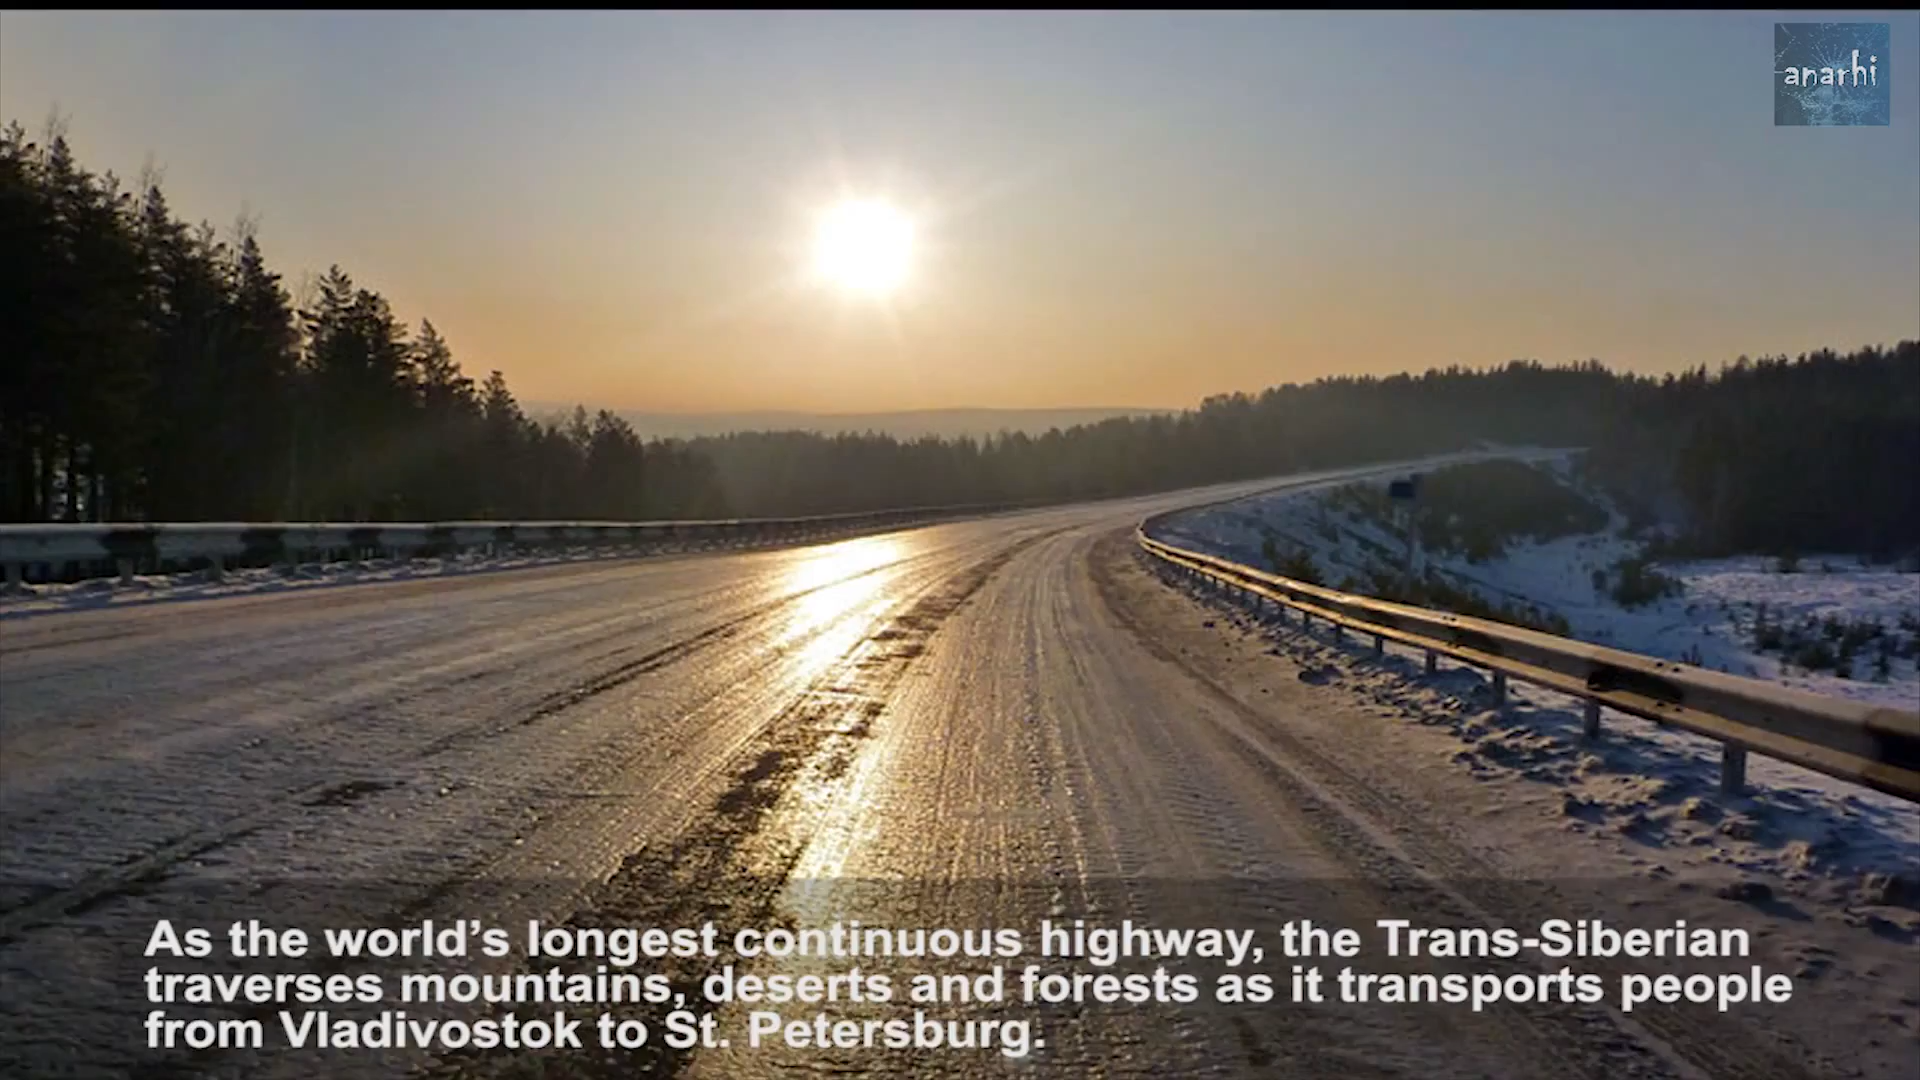 anarhi
As the world’s longest continuous highway, the Trans-Siberian
traverses mountains, deserts and forests as it transports people
from Vladivostok to St. Petersburg.